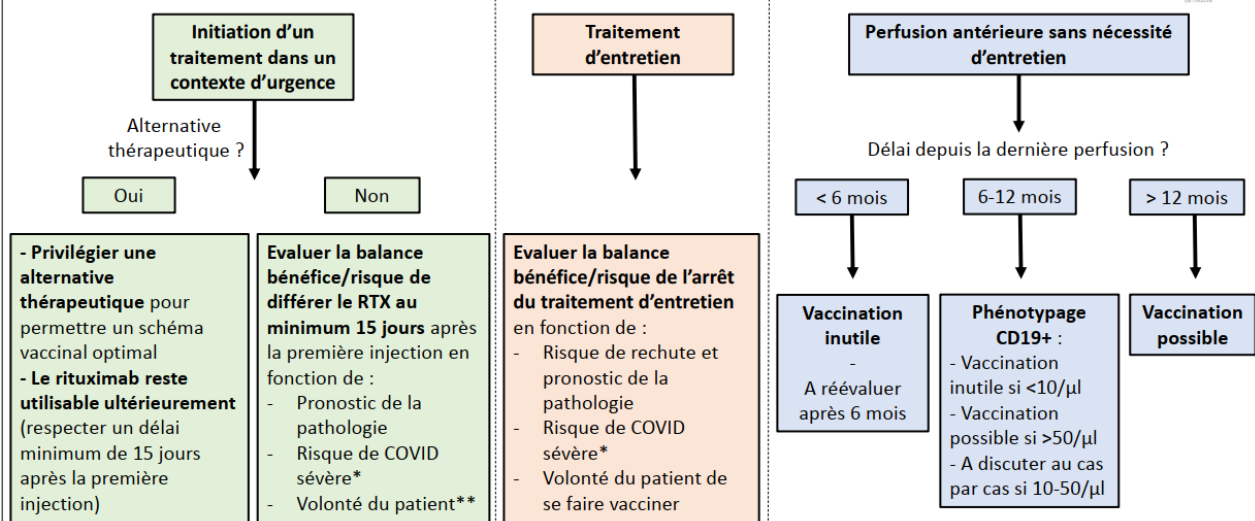 Initiation d'un
traitement dans un
contexte d'urgence
Alternative
thérapeutique ?
Oui
Non
- Privilégier une
alternative
thérapeutique pour
permettre un schéma
vaccinal optimal
- Le rituximab reste
utilisable ultérieurement
(respecter un délai
minimum de 15 jours
après la première
injection)
Evaluer la balance
bénéfice/risque de
différer le RTX au
minimum 15 jours après
la première injection en
fonction de :
- Pronostic de la
pathologie
- Risque de COVID
sévère*
- Volonté du patient**
Traitement
d'entretien
Evaluer la balance
bénéfice/risque de l'arrêt
du traitement d'entretien
en fonction de :
- Risque de rechute et
pronostic de la
pathologie
- Risque de COVID
sévère*
- Volonté du patient de
se faire vacciner
Perfusion antérieure sans nécessité
d'entretien
Délai depuis la dernière perfusion ?
< 6 mois
6-12 mois
> 12 mois
Vaccination
inutile
-
A réévaluer
après 6 mois
Phénotypage
CD19+ :
- Vaccination
inutile si <10/µl
- Vaccination
possible si >50/µl
- A discuter au cas
par cas si 10-50/µl
Vaccination
possible